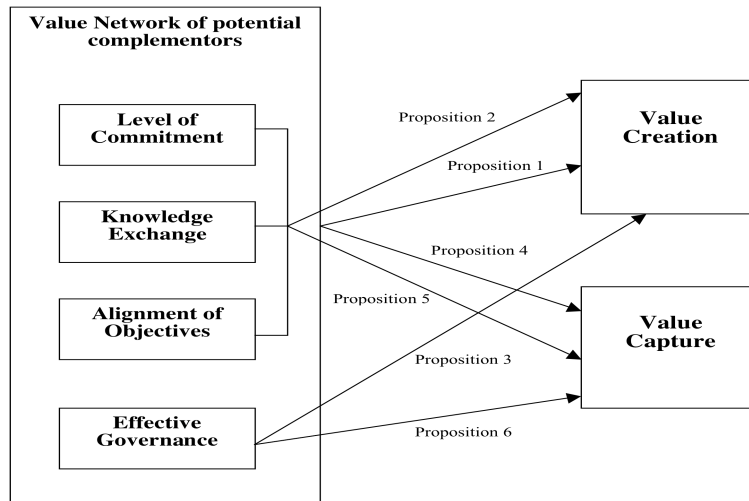 Value Network of potential
complementors
Level of
Commitment
Knowledge
Exchange
Alignment of
Objectives
Effective
Governance
Proposition 2
Proposition 1
Proposition 4
Proposition 5
Proposition 3
Proposition 6
Value
Creation
Value
Capture